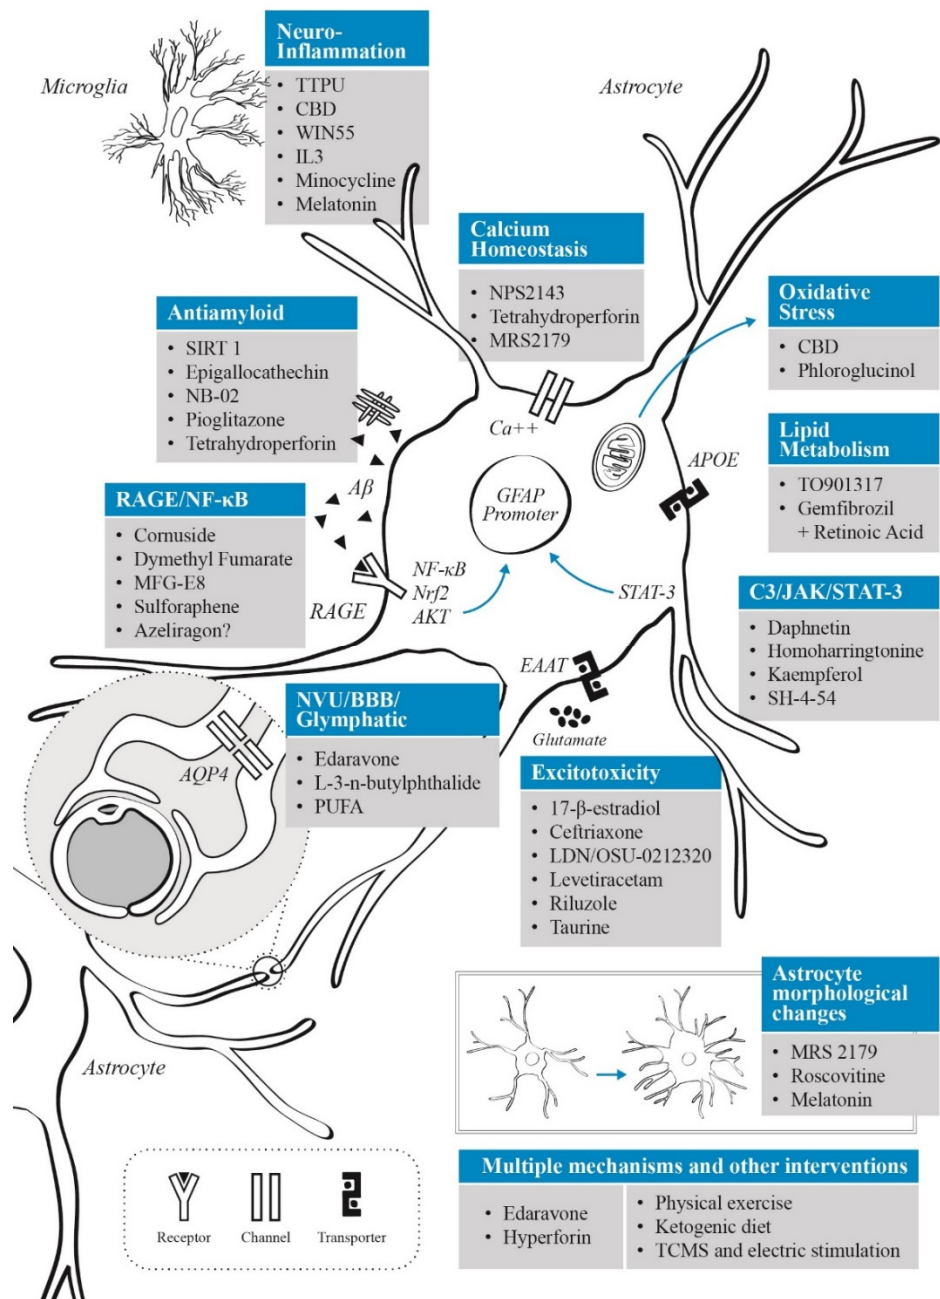 Neuro-
Inflammation
Microglia
• TTPU
• CBD
• WIN55
• IL3
• Minocycline
• Melatonin
Astrocyte
Calcium
Homeostasis
• NPS2143
• Tetrahydroperforin
• MRS2179
Oxidative
Stress
• CBD
• Phloroglucinol
Antiamyloid
• SIRT 1
• Epigallocathechin
• NB-02
• Pioglitazone
• Tetrahydroperforin
Ca++
Aβ
GFAP
Promoter
APOE
Lipid
Metabolism
• TO901317
• Gemfibrozil
+ Retinoic Acid
RAGE/NF-κB
• Cornuside
• Dymethyl Fumarate
• MFG-E8
• Sulforaphene
• Azeliragon?
RAGE
NF-κB
Nrf2
AKT
STAT-3
C3/JAK/STAT-3
• Daphnetin
• Homoharringtonine
• Kaempferol
• SH-4-54
EAAT
Glutamate
NVU/BBB/
Glymphatic
• Edaravone
• L-3-n-butylphthalide
• PUFA
AQP4
Excitotoxicity
• 17-β-estradiol
• Ceftriaxone
• LDN/OSU-0212320
• Levetiracetam
• Riluzole
• Taurine
Astrocyte
Astrocyte
morphological
changes
• MRS 2179
• Roscovitine
• Melatonin
Receptor
Channel
Transporter
Multiple mechanisms and other interventions
• Edaravone
• Hyperforin
• Physical exercise
• Ketogenic diet
• TCMS and electric stimulation